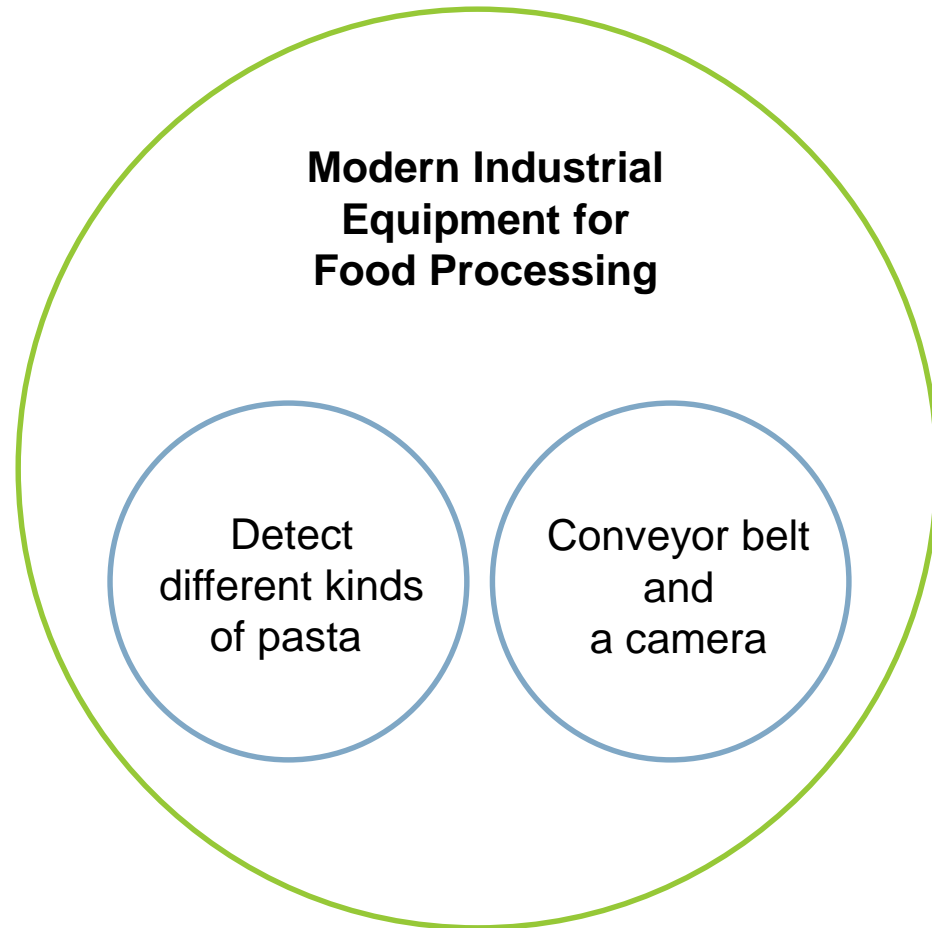 Modern Industrial
Equipment for
Food Processing
Detect
different kinds
of pasta
Conveyor belt
and
a camera